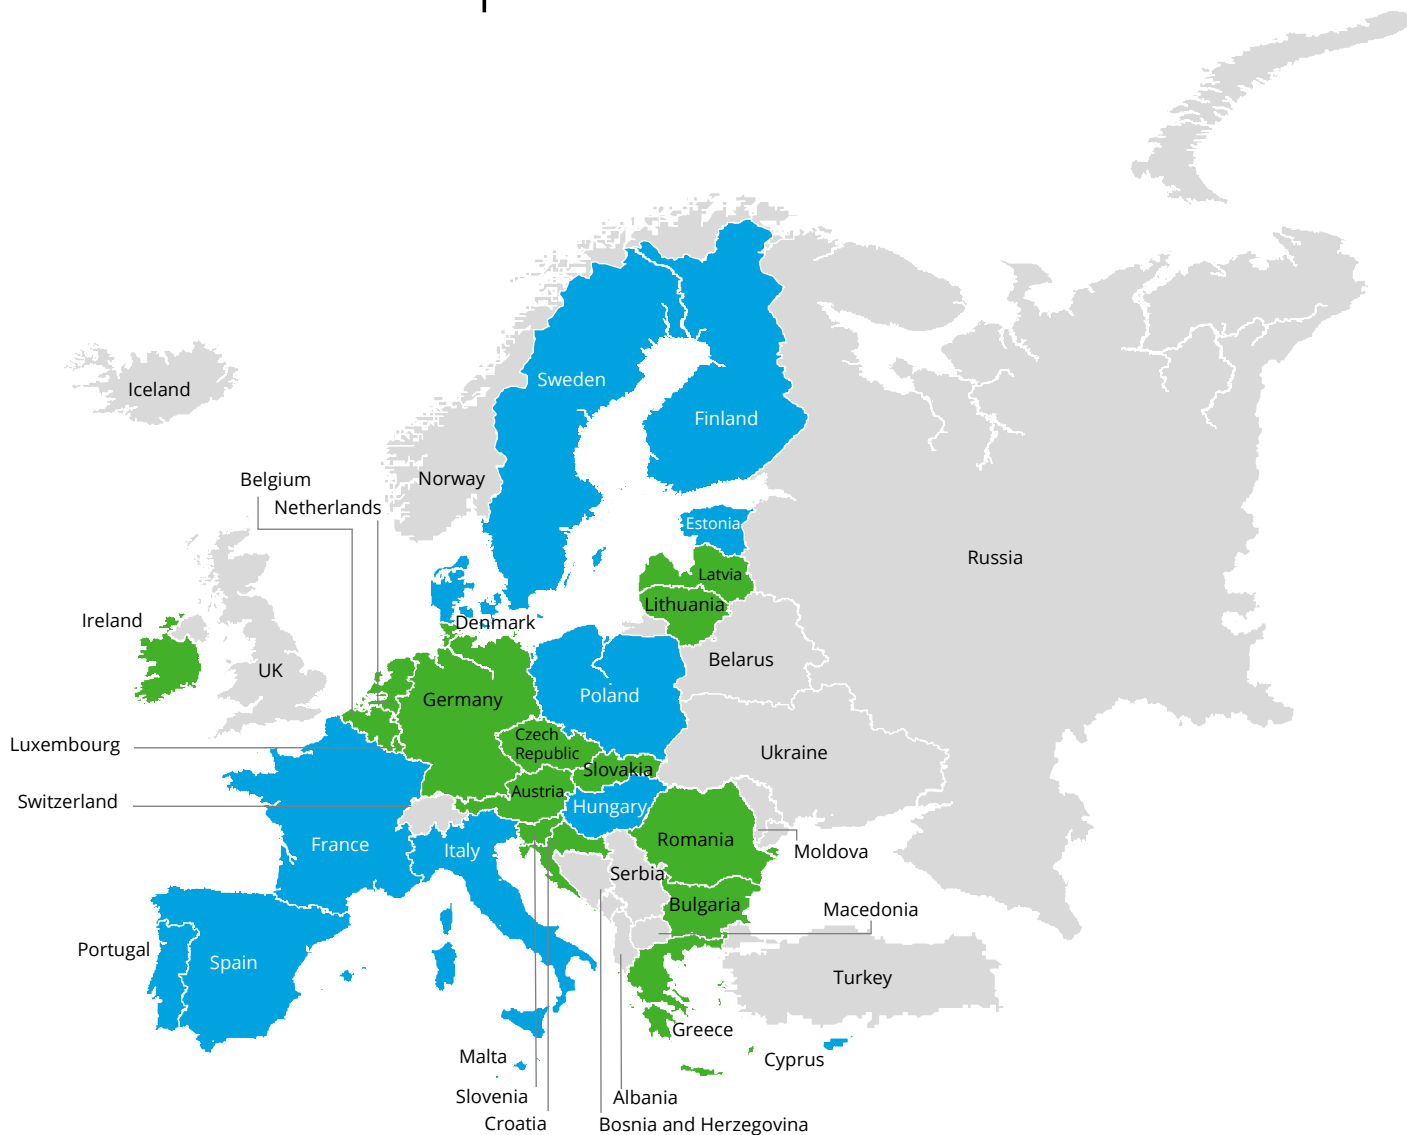 Iceland
Sweden
Finland
Norway
Belgium
Netherlands
Estonia
Russia
Latvia
Lithuania
Ireland
Denmark
UK
Belarus
Germany
Poland
Luxembourg
Czech
Republic
Ukraine
Slovakia
Switzerland
Austria
Hungary
France
Italy
Romania
Moldova
Serbia
Bulgaria
Macedonia
Portugal
Spain
Turkey
Greece
Malta
Cyprus
Slovenia
Albania
Croatia
Bosnia and Herzegovina